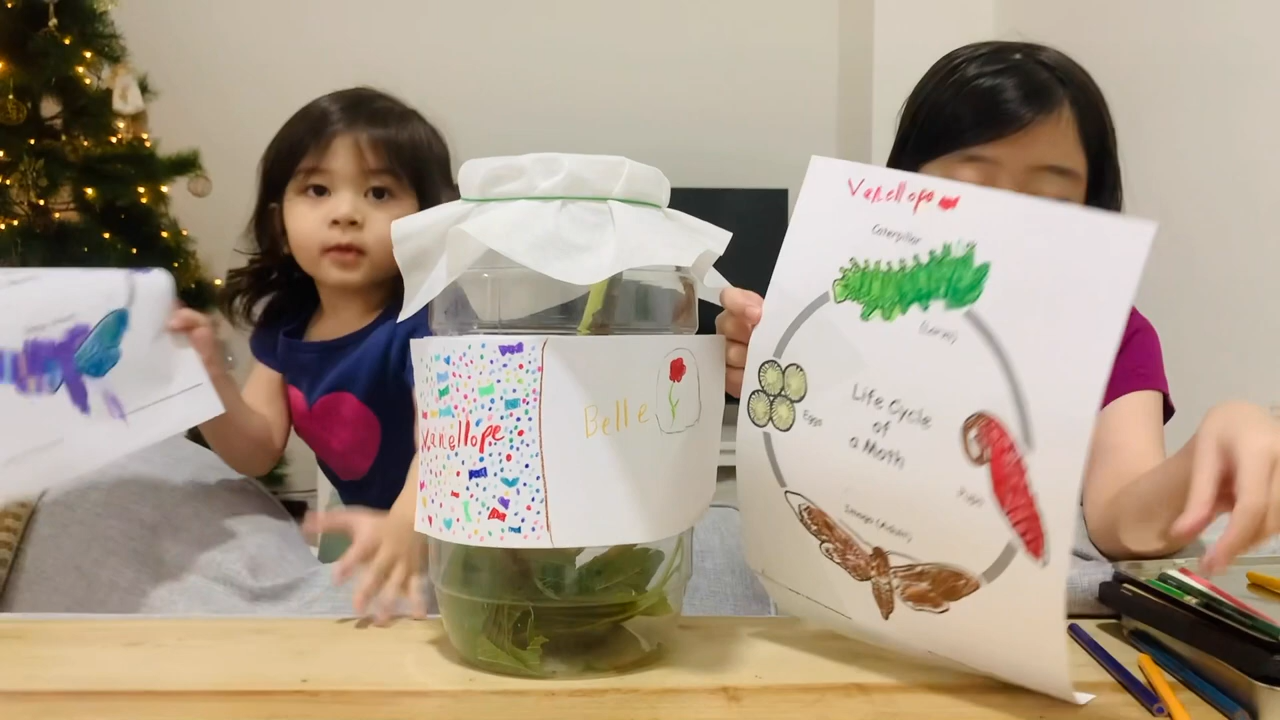 Vanellope
Belle
Vanellope
Caterpillar
(Larva)
Eggs
Life Cycle
of
a Moth
Pupa
Imago (Adult)